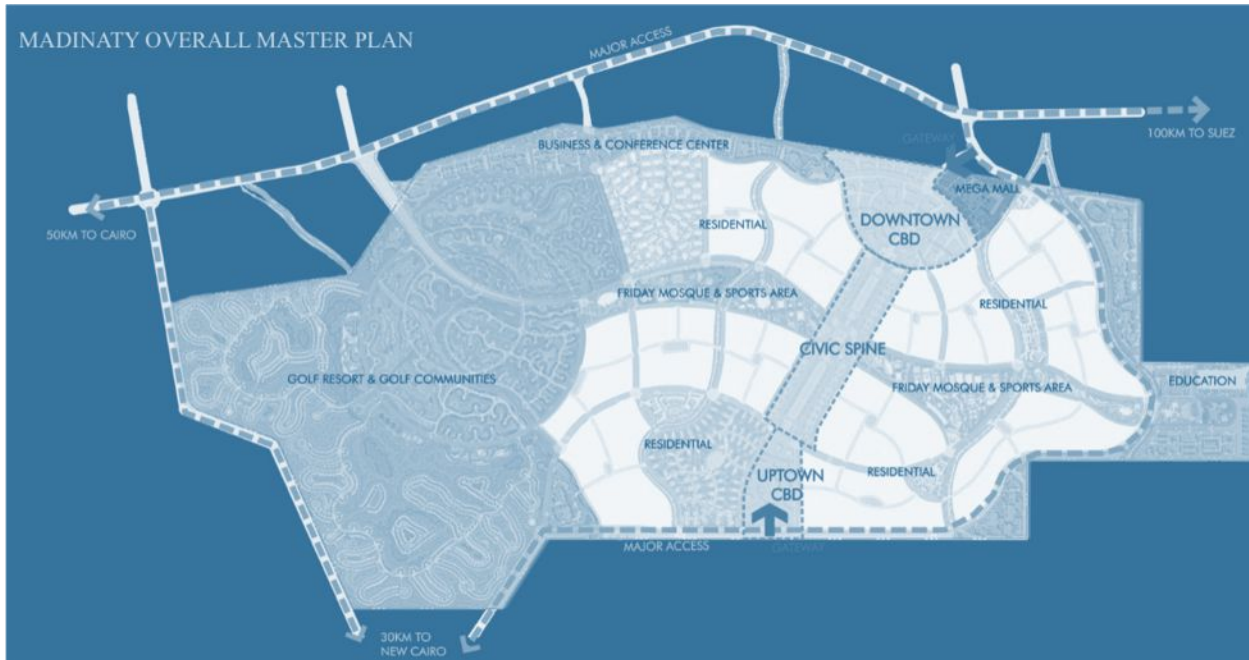 MADINATY OVERALL MASTER PLAN
MAJOR ACCESS
100KM TO SUEZ
GATEWAY
BUSINESS & CONFERENCE CENTER
MEGA MALL
50KM TO CAIRO
RESIDENTIAL
DOWNTOWN
CBD
FRIDAY MOSQUE & SPORTS AREA
RESIDENTIAL
CIVIC SPINE
GOLF RESORT & GOLF COMMUNITIES
FRIDAY MOSQUE & SPORTS AREA
EDUCATION
RESIDENTIAL
RESIDENTIAL
UPTOWN
CBD
MAJOR ACCESS
GATEWAY
30KM TO
NEW CAIRO